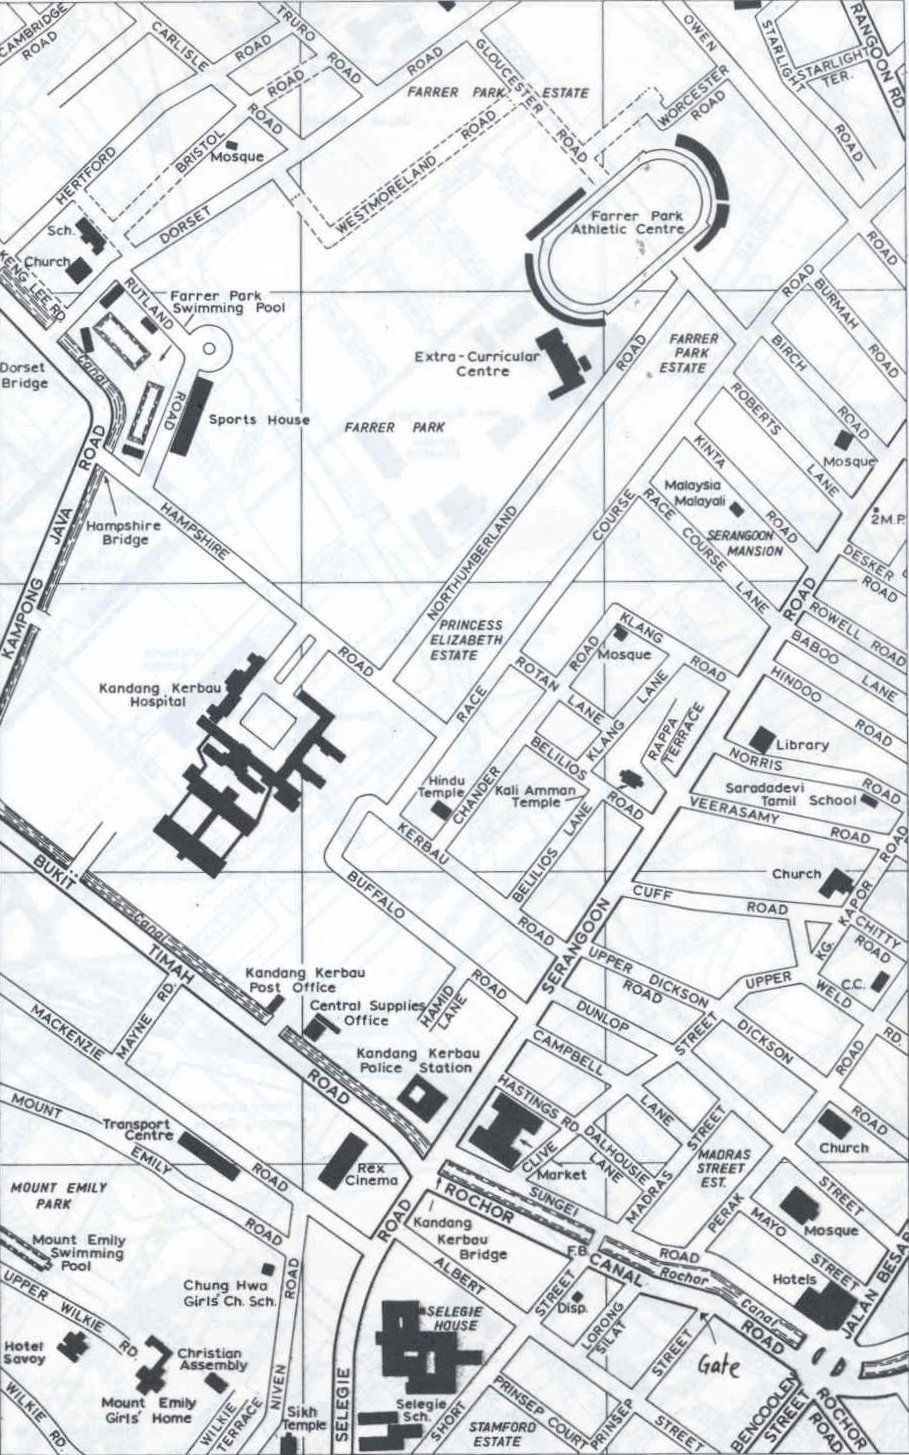 CAMBRIDGE
ROAD
CARLISLE
ROAD
TRURO
ROAD
ROAD
GLOUCESTER
ROAD
OWEN
ROAD
STARLIGHT
ROAD
STARLIGHT
TER.
RANGOON RD
FARRER PARK ESTATE
WORCESTER
ROAD
HERTFORD
BRISTOL
ROAD
ROAD
Mosque
DORSET
WESTMORELAND ROAD
Farrer Park
Athletic Centre
Sch.
Church
KENG LEE RD
RUTLAND
ROAD
Farrer Park
Swimming Pool
Canal
Dorset
Bridge
Sports House
FARRER PARK
Extra-Curricular
Centre
FARRER
PARK
ESTATE
ROAD
BURMAH
ROAD
BIRCH
ROAD
ROBERTS
LANE
Mosque
KINTA
ROAD
Malaysia
Malayali
SERANGOON
MANSION
2M.P.
DESKER
ROAD
ROWELL ROAD
BABOO
LANE
HINDOO
ROAD
RACE COURSE LANE
KAMPONG JAVA ROAD
Hampshire
Bridge
HAMPSHIRE
ROAD
NORTHUMBERLAND
ROAD
PRINCESS
ELIZABETH
ESTATE
RACE
COURSE
ROAD
Kandang Kerbau
Hospital
KLANG
ROAD
Mosque
ROTAN
LANE
KLANG LANE
RAPPA
TERRACE
BELILIOS
ROAD
Library
NORRIS
ROAD
Saradadevi
Tamil School
VEERASAMY
ROAD
Hindu
Temple
CHANDER
ROAD
Kali Amman
Temple
BELILIOS LANE
KERBAU
ROAD
BUFFALO
ROAD
Church
CUFF
ROAD
KG. KAPOR ROAD
CHITTY
ROAD
C.C.
SERANGOON
ROAD
UPPER DICKSON
ROAD
UPPER
WELD
RD.
BUKIT
TIMAH
ROAD
Canal
Kandang Kerbau
Post Office
Central Supplies
Office
HAMID
LANE
Kandang Kerbau
Police Station
DUNLOP
STREET
DICKSON
ROAD
ROAD
CAMPBELL
LANE
MACKENZIE
ROAD
MAYNE
RD.
HASTINGS RD
CLIVE
STREET
DALHOUSIE
LANE
Market
MADRAS
STREET
MADRAS
STREET
EST.
Church
MOUNT
EMILY
ROAD
Transport
Centre
Rex
Cinema
MOUNT EMILY
PARK
Mount Emily
Swimming
Pool
Kandang
Kerbau
Bridge
ROCHOR
CANAL
ROAD
SUNGEI
ROAD
F.B.
Rochor
Canal
PERAK
MAYO
STREET
STREET
Mosque
Hotels
JALAN BESAR
UPPER WILKIE
RD.
Chung Hwa
Girls' Ch. Sch.
NIVEN
ROAD
SELEGIE
ROAD
ALBERT
STREET
SELEGIE
HOUSE
Disp.
LORONG
SILAT
Gate
Hotel
Savoy
Christian
Assembly
Mount Emily
Girls' Home
WILKIE
RD.
WILKIE
TERRACE
Sikh
Temple
Selegie
Sch.
SHORT
STREET
PRINSEP COURT
STAMFORD
ESTATE
PRINSEP
STREET
BENCOOLEN
STREET
ROCHOR
ROAD